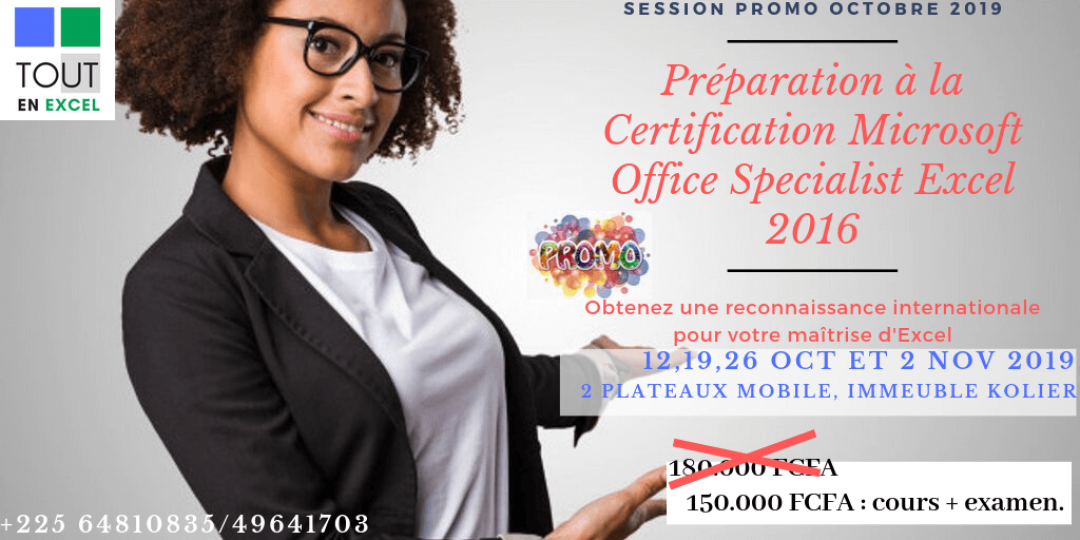 TOUT
EN EXCEL
SESSION PROMO OCTOBRE 2019
Préparation à la
Certification Microsoft
Office Specialist Excel
2016
PROMO
Obtenez une reconnaissance internationale
pour votre maîtrise d'Excel
12,19,26 OCT ET 2 NOV 2019
2 PLATEAUX MOBILE, IMMEUBLE KOLIER
180.000 FCFA
150.000 FCFA : cours + examen.
+225 64810835/49641703